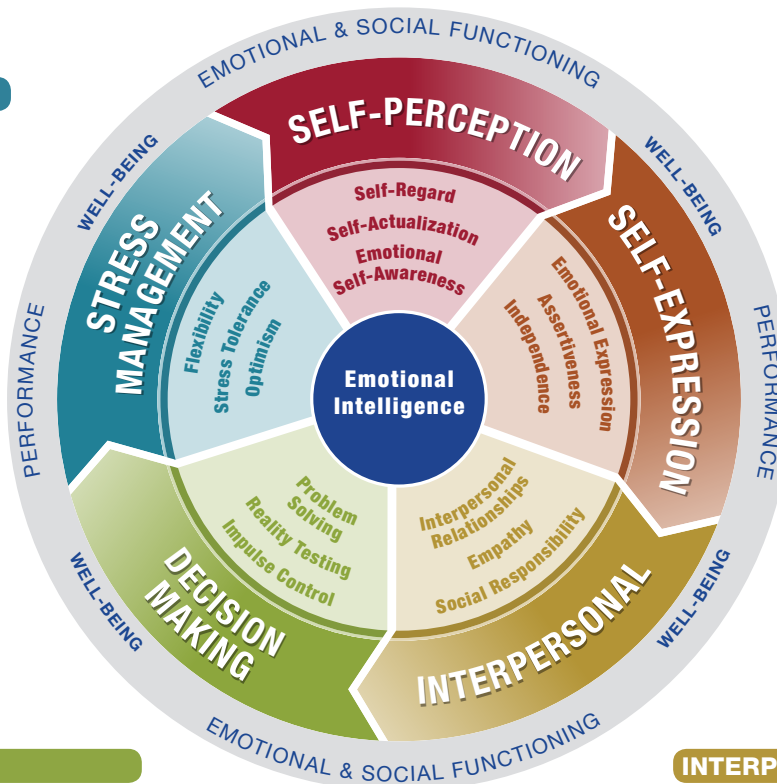 EMOTIONAL & SOCIAL FUNCTIONING
WELL-BEING
WELL-BEING
PERFORMANCE
PERFORMANCE
SELF-PERCEPTION
Self-Regard
Self-Actualization
Emotional
Self-Awareness
SELF-EXPRESSION
Emotional Expression
Assertiveness
Independence
STRESS
MANAGEMENT
Flexibility
Stress Tolerance
Optimism
Emotional
Intelligence
INTERPERSONAL
Interpersonal
Relationships
Empathy
Social Responsibility
DECISION
MAKING
Problem
Solving
Reality Testing
Impulse Control
WELL-BEING
WELL-BEING
EMOTIONAL & SOCIAL FUNCTIONING
INTERP